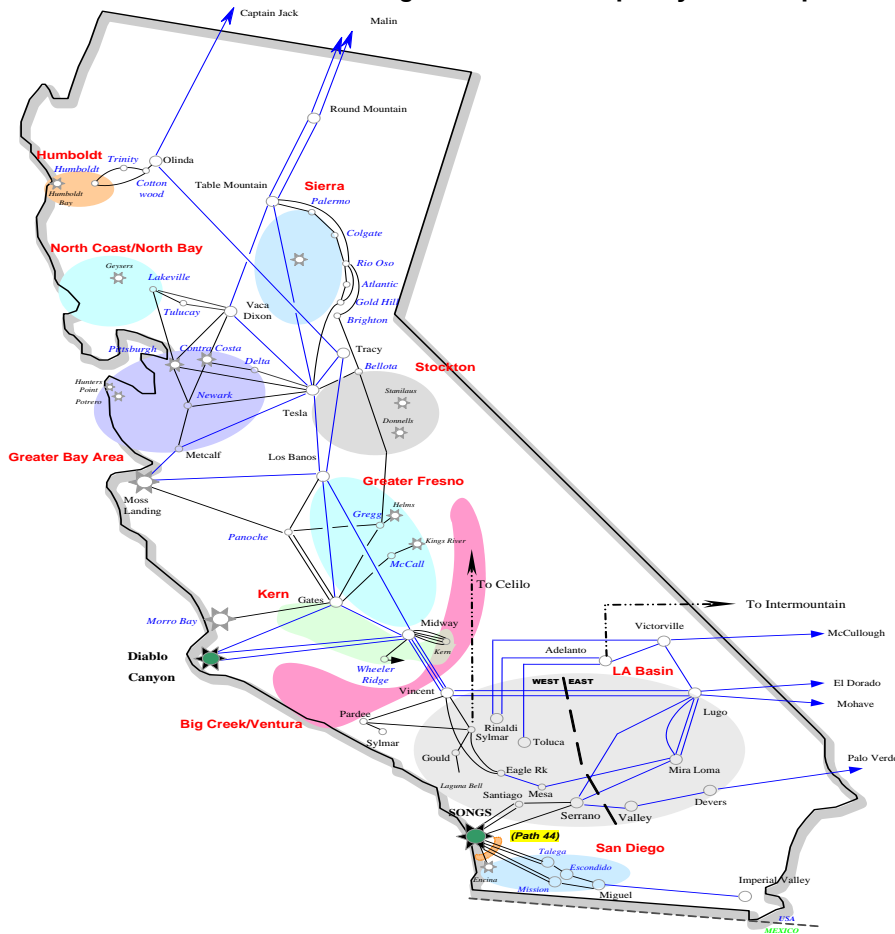 Captain Jack
Malin
Round Mountain
Humboldt
Trinity
Olinda
Humboldt
Cotton
wood
Humboldt
Bay
Table Mountain
Sierra
Palermo
Colgate
North Coast/North Bay
Geysers
Rio Oso
Lakeville
Atlantic
Tulucay
Vaca
Dixon
Gold Hill
Brighton
Pittsburgh
Contra Costa
Tracy
Delta
Bellota
Stockton
Hunters
Point
Potrero
Newark
Stanilaus
Tesla
Donnells
Greater Bay Area
Metcalf
Los Banos
Moss
Landing
Greater Fresno
Helms
Gregg
Panoche
Kings River
McCall
To Celilo
Kern
Gates
To Intermountain
Morro Bay
Midway
Victorville
McCullough
Kern
Adelanto
Diablo
Canyon
Wheeler
Ridge
LA Basin
WEST
EAST
El Dorado
Vincent
Mohave
Lugo
Big Creek/Ventura
Pardee
Rinaldi
Sylmar
Sylmar
Toluca
Gould
Palo Verde
Eagle Rk
Mira Loma
Laguna Bell
Mesa
Santiago
Devers
SONGS
Serrano
Valley
(Path 44)
San Diego
Talega
Escondido
Encina
Mission
Miguel
Imperial Valley
USA
MEXICO